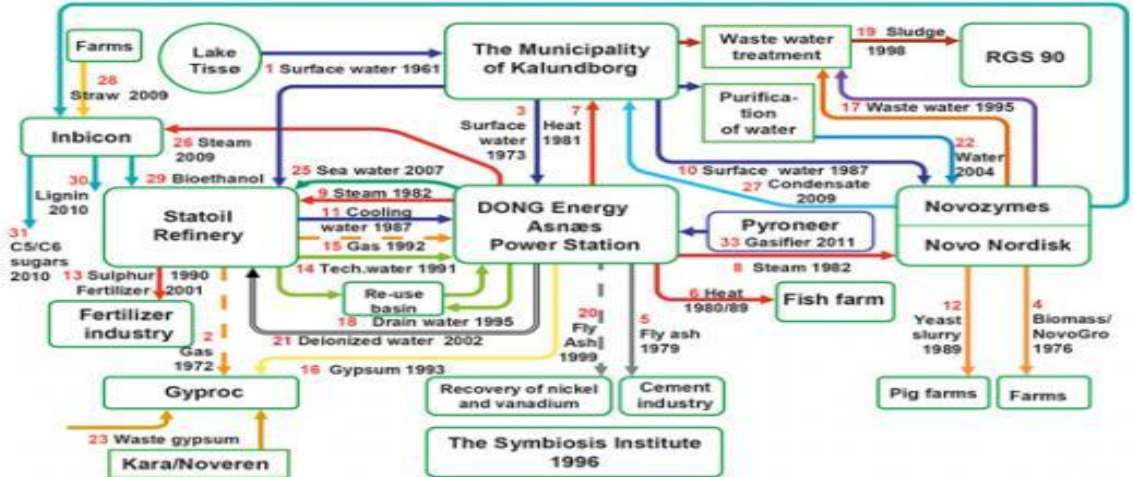 Farms
Lake
Tissø
The Municipality
of Kalundborg
Waste water
treatment
19 Sludge
1998
RGS 90
1 Surface water 1961
28
Straw 2009
Inbicon
26 Steam
2009
3
Surface
water
1973
7
Heat
1981
Purifica-
tion
of water
17 Waste water 1995
22
Water
2004
30
Lignin
2010
29 Bioethanol
25 Sea water 2007
9 Steam 1982
11 Cooling
water 1987
15 Gas 1992
14 Tech.water 1991
10 Surface water 1987
27 Condensate
2009
31
C5/C6
sugars
2010
Statoil
Refinery
DONG Energy
Asnæs
Power Station
Pyroneer
33 Gasifier 2011
Novozymes
Novo Nordisk
8 Steam 1982
13 Sulphur 1990
Fertilizer 2001
Fertilizer
industry
Re-use
basin
18 Drain water 1995
21 Deionized water 2002
6 Heat
1980/89
Fish farm
2
Gas
1972
16 Gypsum 1993
20
Fly
Ash
1999
5
Fly ash
1979
12
Yeast
slurry
1989
4
Biomass/
NovoGro
1976
Gyproc
Recovery of nickel
and vanadium
Cement
industry
Pig farms
Farms
23 Waste gypsum
Kara/Noveren
The Symbiosis Institute
1996